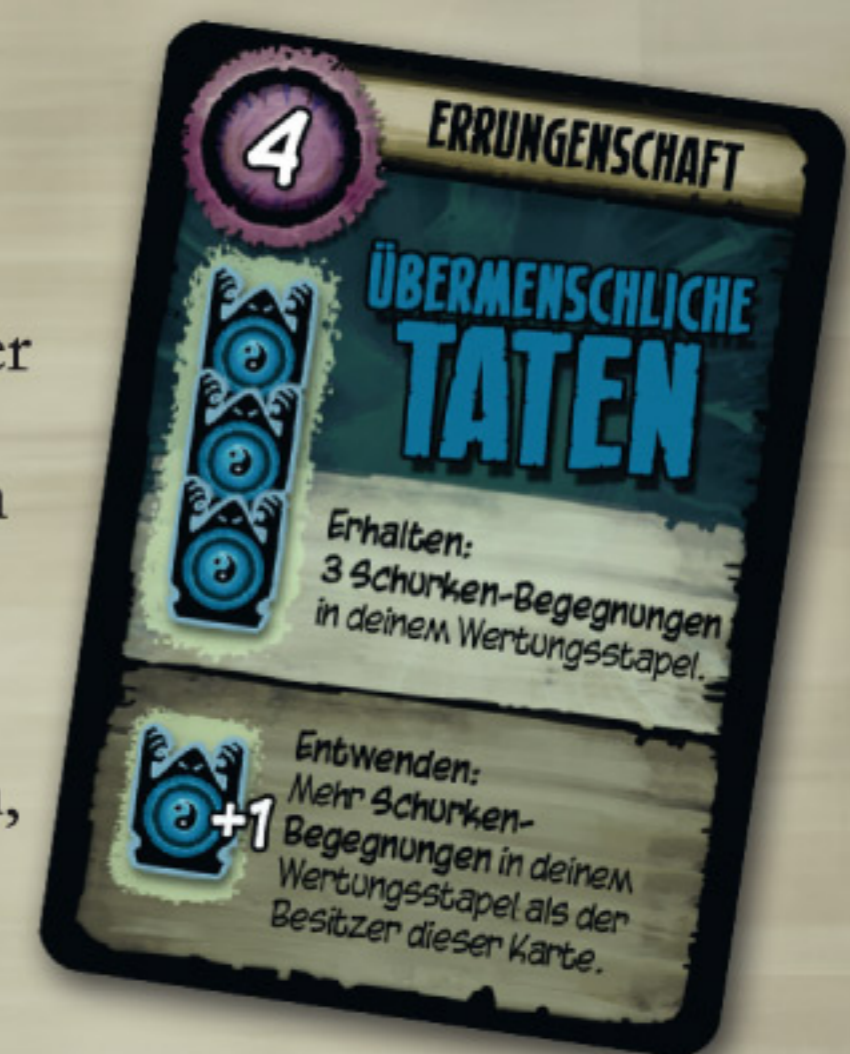 4
ERRUNGENSCHAFT
ÜBERMENSCHLICHE
TATEN
Erhalten:
3 Schurken-Begegnungen
in deinem Wertungsstapel.
+1
Entwenden:
Mehr Schurken-
Begegnungen in deinem
Wertungsstapel als der
Besitzer dieser Karte.